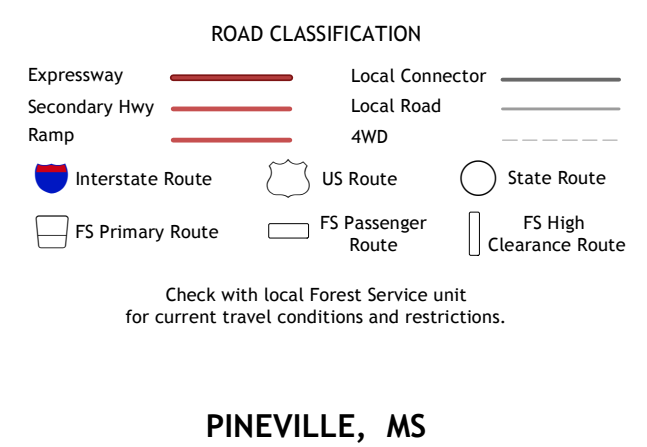 ROAD CLASSIFICATION
Expressway
Local Connector
Secondary Hwy
Local Road
Ramp
4WD
Interstate Route
US Route
State Route
FS Primary Route
FS Passenger
Route
FS High
Clearance Route
Check with local Forest Service unit
for current travel conditions and restrictions.
PINEVILLE, MS